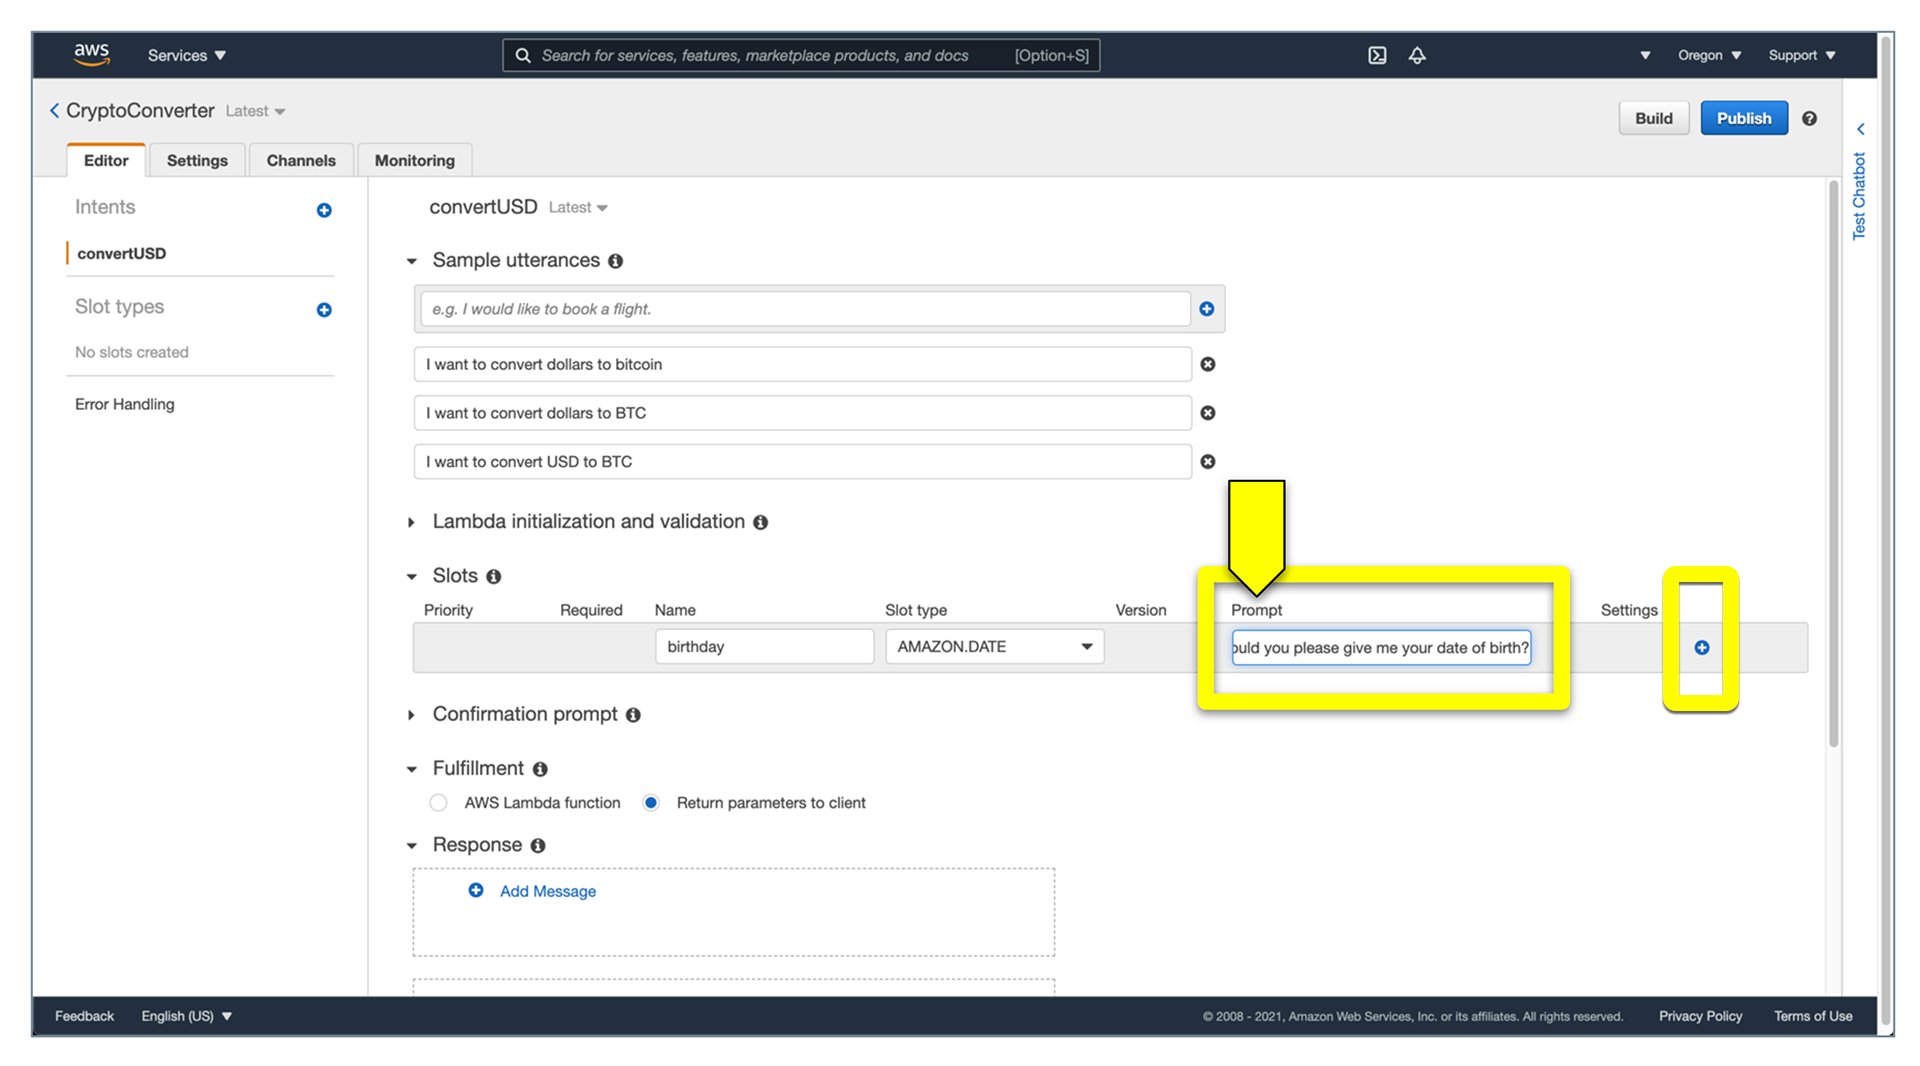 aws Services ▼ Search for services, features, marketplace products, and docs [Option+S] ▼ Oregon ▼ Support ▼
CryptoConverter Latest
Build Publish
Editor Settings Channels Monitoring
Test Chatbot
Intents
convertUSD
Slot types
No slots created
Error Handling
convertUSD Latest
Sample utterances
e.g. I would like to book a flight.
I want to convert dollars to bitcoin
I want to convert dollars to BTC
I want to convert USD to BTC
Lambda initialization and validation
Slots
Priority Required Name Slot type Version Prompt Settings
birthday AMAZON.DATE ould you please give me your date of birth?
Confirmation prompt
Fulfillment
AWS Lambda function Return parameters to client
Response
Add Message
Feedback English (US) ▼ © 2008 - 2021, Amazon Web Services, Inc. or its affiliates. All rights reserved. Privacy Policy Terms of Use